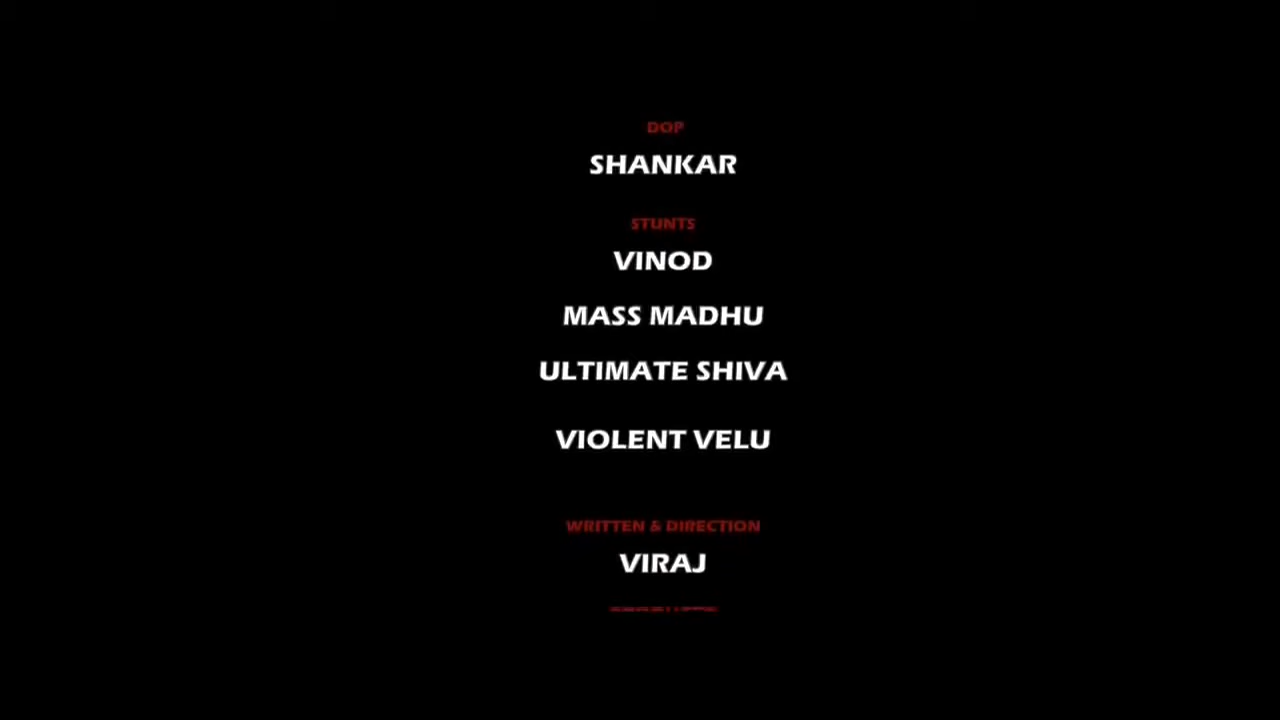 DOP
SHANKAR
STUNTS
VINOD
MASS MADHU
ULTIMATE SHIVA
VIOLENT VELU
WRITTEN & DIRECTION
VIRAJ